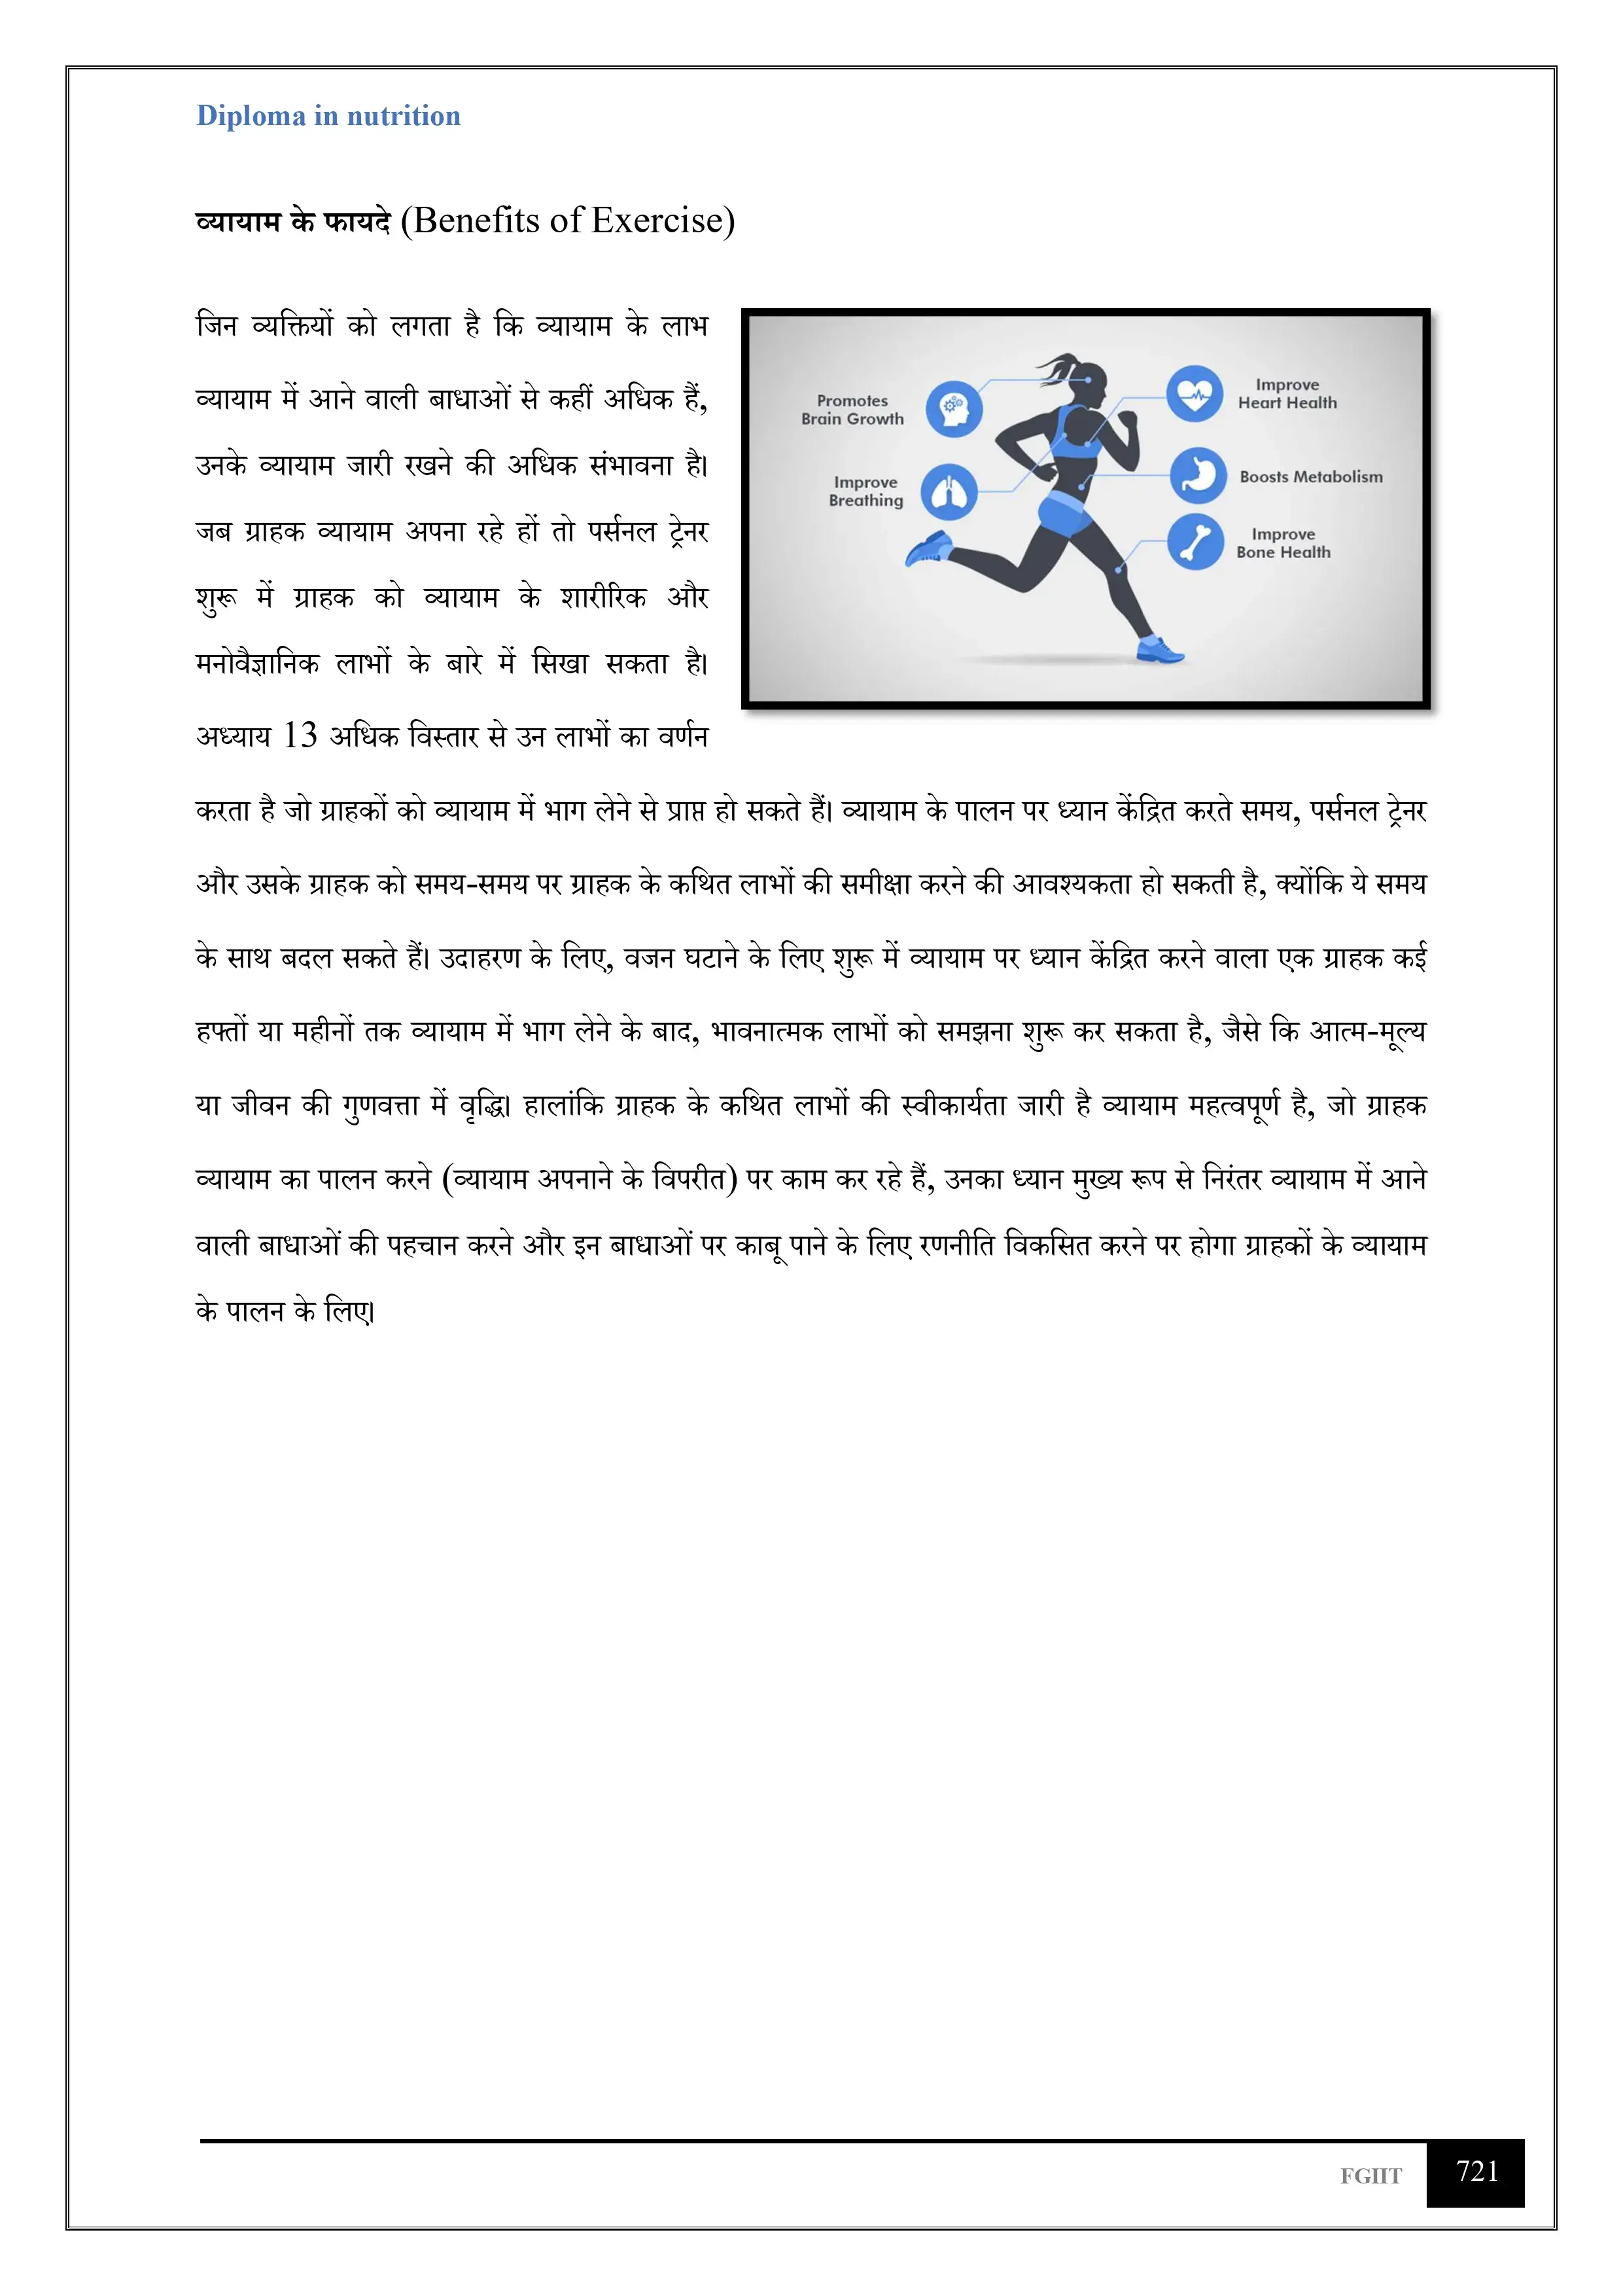 Diploma in nutrition
व्यायाम के फायदे (Benefits of Exercise)
जिन व्यक्तियों को लगता है कि व्यायाम के लाभ
व्यायाम में आने वाली बाधाओं से कहीं अधिक हैं,
उनके व्यायाम जारी रखने की अधिक संभावना है।
जब ग्राहक व्यायाम अपना रहे हों तो पर्सनल ट्रेनर
शुरू में ग्राहक को व्यायाम के शारीरिक और
मनोवैज्ञानिक लाभों के बारे में सिखा सकता है।
अध्याय 13 अधिक विस्तार से उन लाभों का वर्णन
Promotes
Brain Growth
Improve
Breathing
Improve
Heart Health
Boosts Metabolism
Improve
Bone Health
करता है जो ग्राहकों को व्यायाम में भाग लेने से प्राप्त हो सकते हैं। व्यायाम के पालन पर ध्यान केंद्रित करते समय, पर्सनल ट्रेनर
और उसके ग्राहक को समय-समय पर ग्राहक के कथित लाभों की समीक्षा करने की आवश्यकता हो सकती है, क्योंकि ये समय
के साथ बदल सकते हैं। उदाहरण के लिए, वजन घटाने के लिए शुरू में व्यायाम पर ध्यान केंद्रित करने वाला एक ग्राहक कई
हफ्तों या महीनों तक व्यायाम में भाग लेने के बाद, भावनात्मक लाभों को समझना शुरू कर सकता है, जैसे कि आत्म-मूल्य
या जीवन की गुणवत्ता में वृद्धि। हालांकि ग्राहक के कथित लाभों की स्वीकार्यता जारी है व्यायाम महत्वपूर्ण है, जो ग्राहक
व्यायाम का पालन करने (व्यायाम अपनाने के विपरीत) पर काम कर रहे हैं, उनका ध्यान मुख्य रूप से निरंतर व्यायाम में आने
वाली बाधाओं की पहचान करने और इन बाधाओं पर काबू पाने के लिए रणनीति विकसित करने पर होगा ग्राहकों के व्यायाम
के पालन के लिए।
FGIIT 721